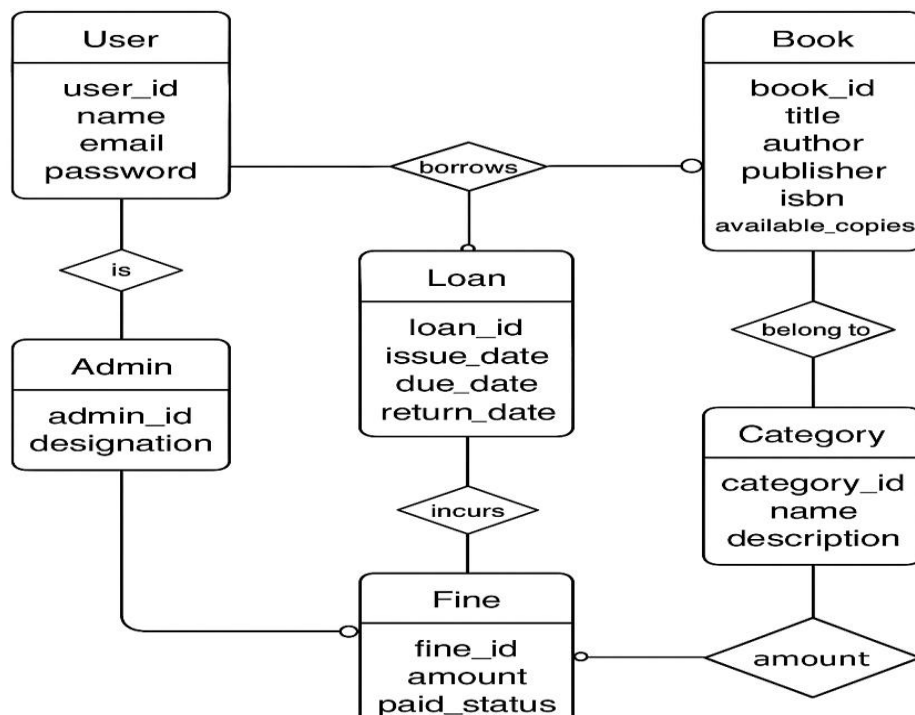 User
user_id
name
email
password
borrows
Book
book_id
title
author
publisher
isbn
available_copies
is
Admin
admin_id
designation
Loan
loan_id
issue_date
due_date
return_date
belong to
Category
category_id
name
description
incurs
Fine
fine_id
amount
paid_status
amount